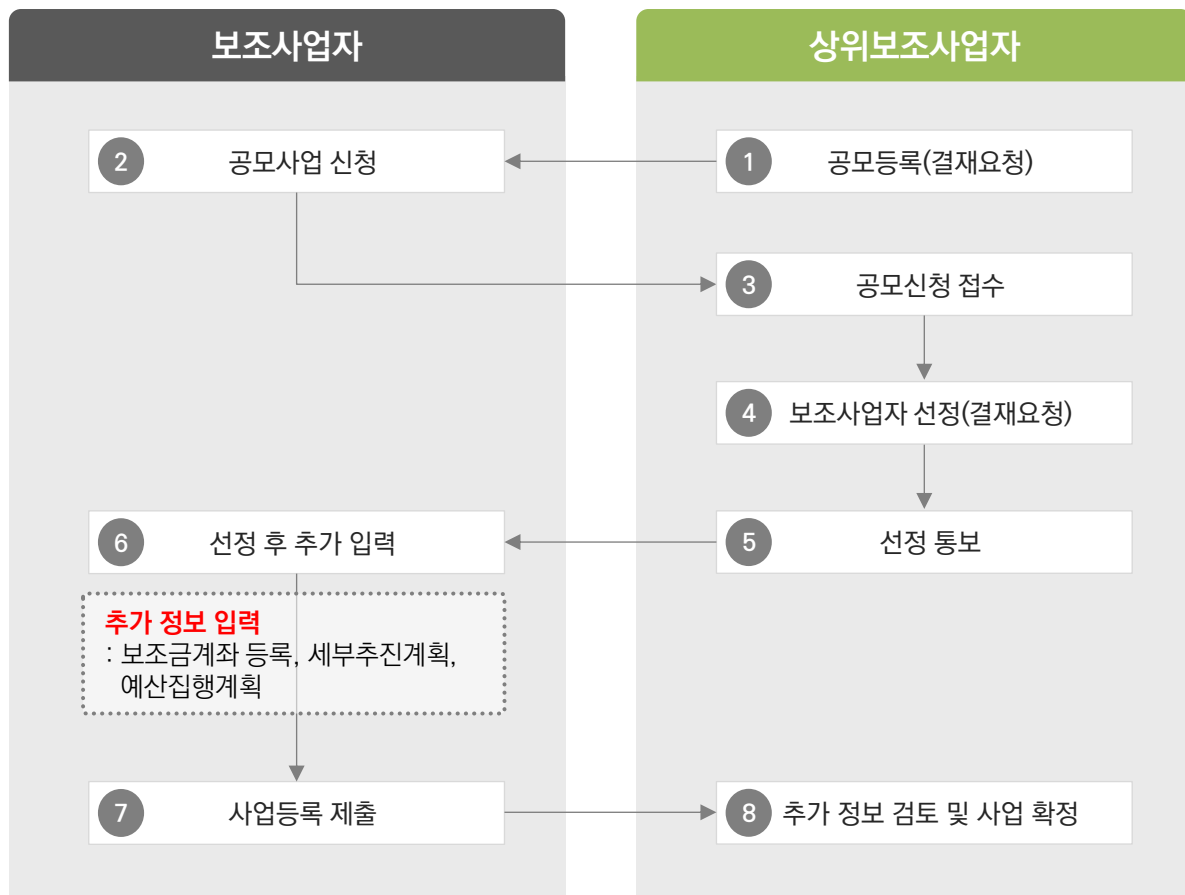 보조사업자
상위보조사업자
1 공모등록(결재요청)
2 공모사업 신청
3 공모신청 접수
4 보조사업자 선정(결재요청)
5 선정 통보
6 선정 후 추가 입력
추가 정보 입력
: 보조금계좌 등록, 세부추진계획,
예산집행계획
7 사업등록 제출
8 추가 정보 검토 및 사업 확정